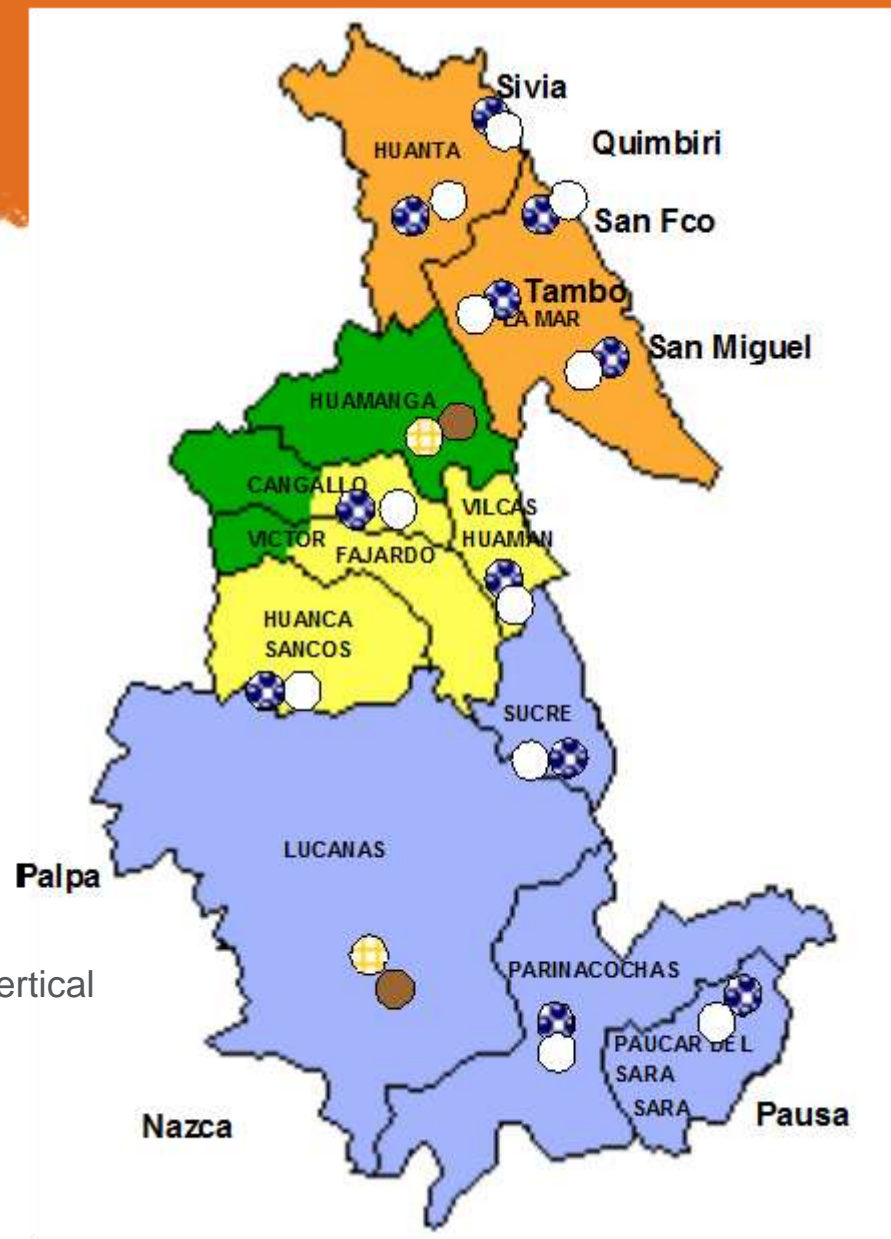 Sivia
Quimbiri
HUANTA
San Fco
Tambo
LA MAR
San Miguel
HUAMANGA
CANGALLO
VILCAS
HUAMAN
VICTOR
FAJARDO
HUANCA
SANCOS
SUCRE
LUCANAS
Palpa
PARINACOCHAS
ertical
PAUCAR DEL
SARA
SARA
Nazca
Pausa